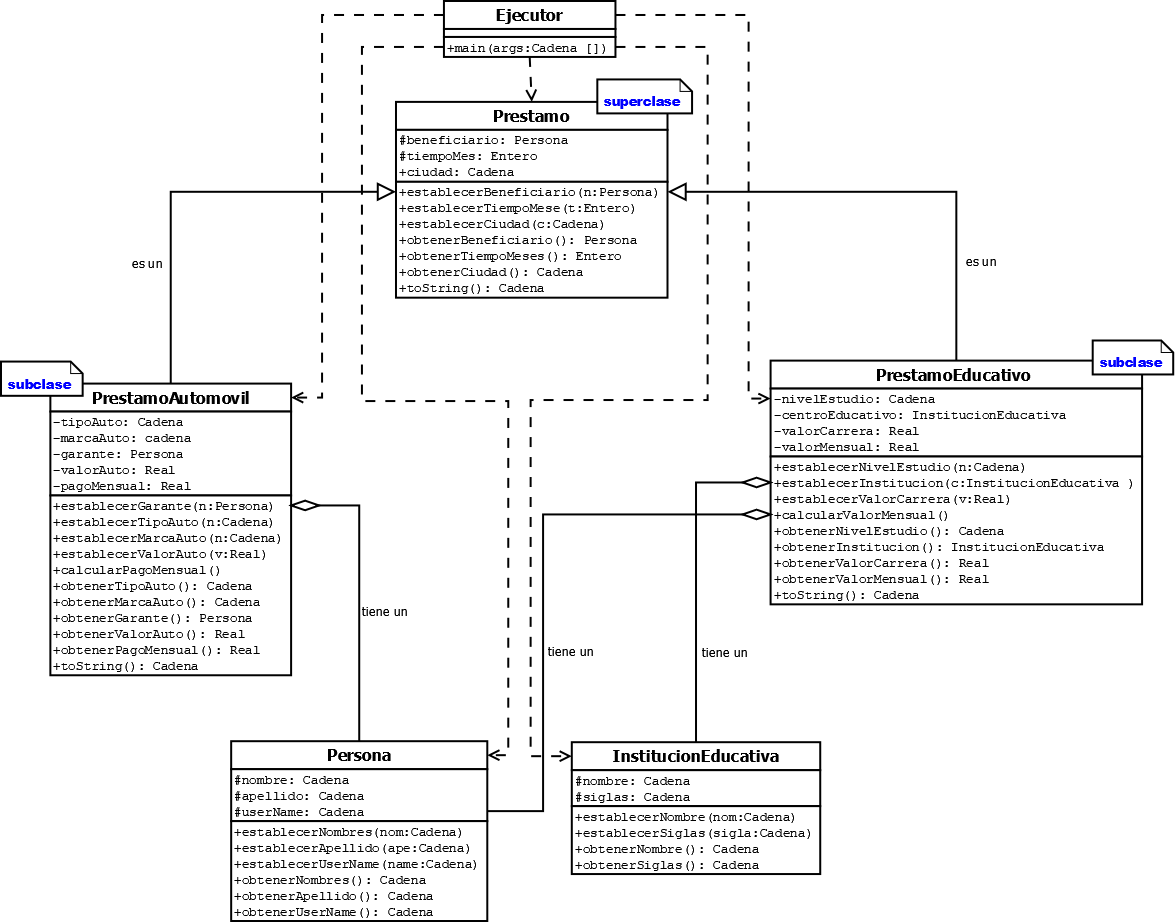 Ejecutor
+main(args:Cadena [])
superclase
Prestamo
#beneficiario: Persona
#tiempoMes: Entero
+ciudad: Cadena
+establecerBeneficiario(n:Persona)
+establecerTiempoMese(t:Entero)
+establecerCiudad(c:Cadena)
+obtenerBeneficiario(): Persona
+obtenerTiempoMeses(): Entero
+obtenerCiudad(): Cadena
+toString(): Cadena
es un
es un
subclase
PrestamoAutomovil
-tipoAuto: Cadena
-marcaAuto: cadena
-garante: Persona
-valorAuto: Real
-pagoMensual: Real
+establecerGarante(n:Persona)
+establecerTipoAuto(n:Cadena)
+establecerMarcaAuto(n:Cadena)
+establecerValorAuto(v:Real)
+calcularPagoMensual()
+obtenerTipoAuto(): Cadena
+obtenerMarcaAuto(): Cadena
+obtenerGarante(): Persona
+obtenerValorAuto(): Real
+obtenerPagoMensual(): Real
+toString(): Cadena
subclase
PrestamoEducativo
-nivelEstudio: Cadena
-centroEducativo: InstitucionEducativa
-valorCarrera: Real
-valorMensual: Real
+establecerNivelEstudio(n:Cadena)
+establecerInstitucion(c:InstitucionEducativa )
+establecerValorCarrera(v:Real)
+calcularValorMensual()
+obtenerNivelEstudio(): Cadena
+obtenerInstitucion(): InstitucionEducativa
+obtenerValorCarrera(): Real
+obtenerValorMensual(): Real
+toString(): Cadena
tiene un
tiene un
tiene un
Persona
#nombre: Cadena
#apellido: Cadena
#userName: Cadena
+establecerNombres(nom:Cadena)
+establecerApellido(ape:Cadena)
+establecerUserName(name:Cadena)
+obtenerNombres(): Cadena
+obtenerApellido(): Cadena
+obtenerUserName(): Cadena
InstitucionEducativa
#nombre: Cadena
#siglas: Cadena
+establecerNombre(nom:Cadena)
+establecerSiglas(sigla:Cadena)
+obtenerNombre(): Cadena
+obtenerSiglas(): Cadena